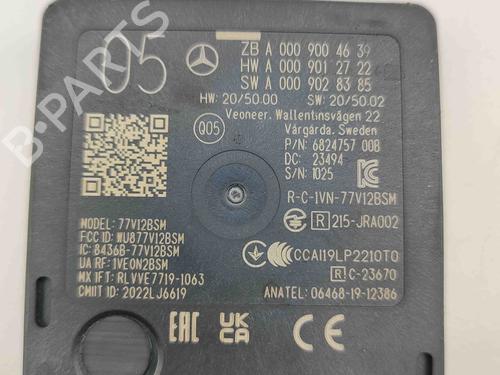 05
ZB A 000 900 46 39
HW A 000 901 27 22
SW A 000 902 83 85
HW: 20/50.00 SW: 20/50.02
Veoneer, Wallentinsvägen 22
Vårgårda, Sweden
Q05
P/N: 6824757 00B
DC: 23494
S/N: 1025
R-C-1VN-77V12BSM
R 215-JRA002
MODEL: 77V12BSM
FCC ID: WU877V12BSM
IC: 8436B-77V12BSM
UA RF: 1VEON2BSM
MX IFT: RLVVE7719-1063
CMIIT ID: 2022LJ6619
CCAI19LP2210T0
R C-23670
ANATEL: 06468-19-12386
EAC
UK
CA
B-Parts